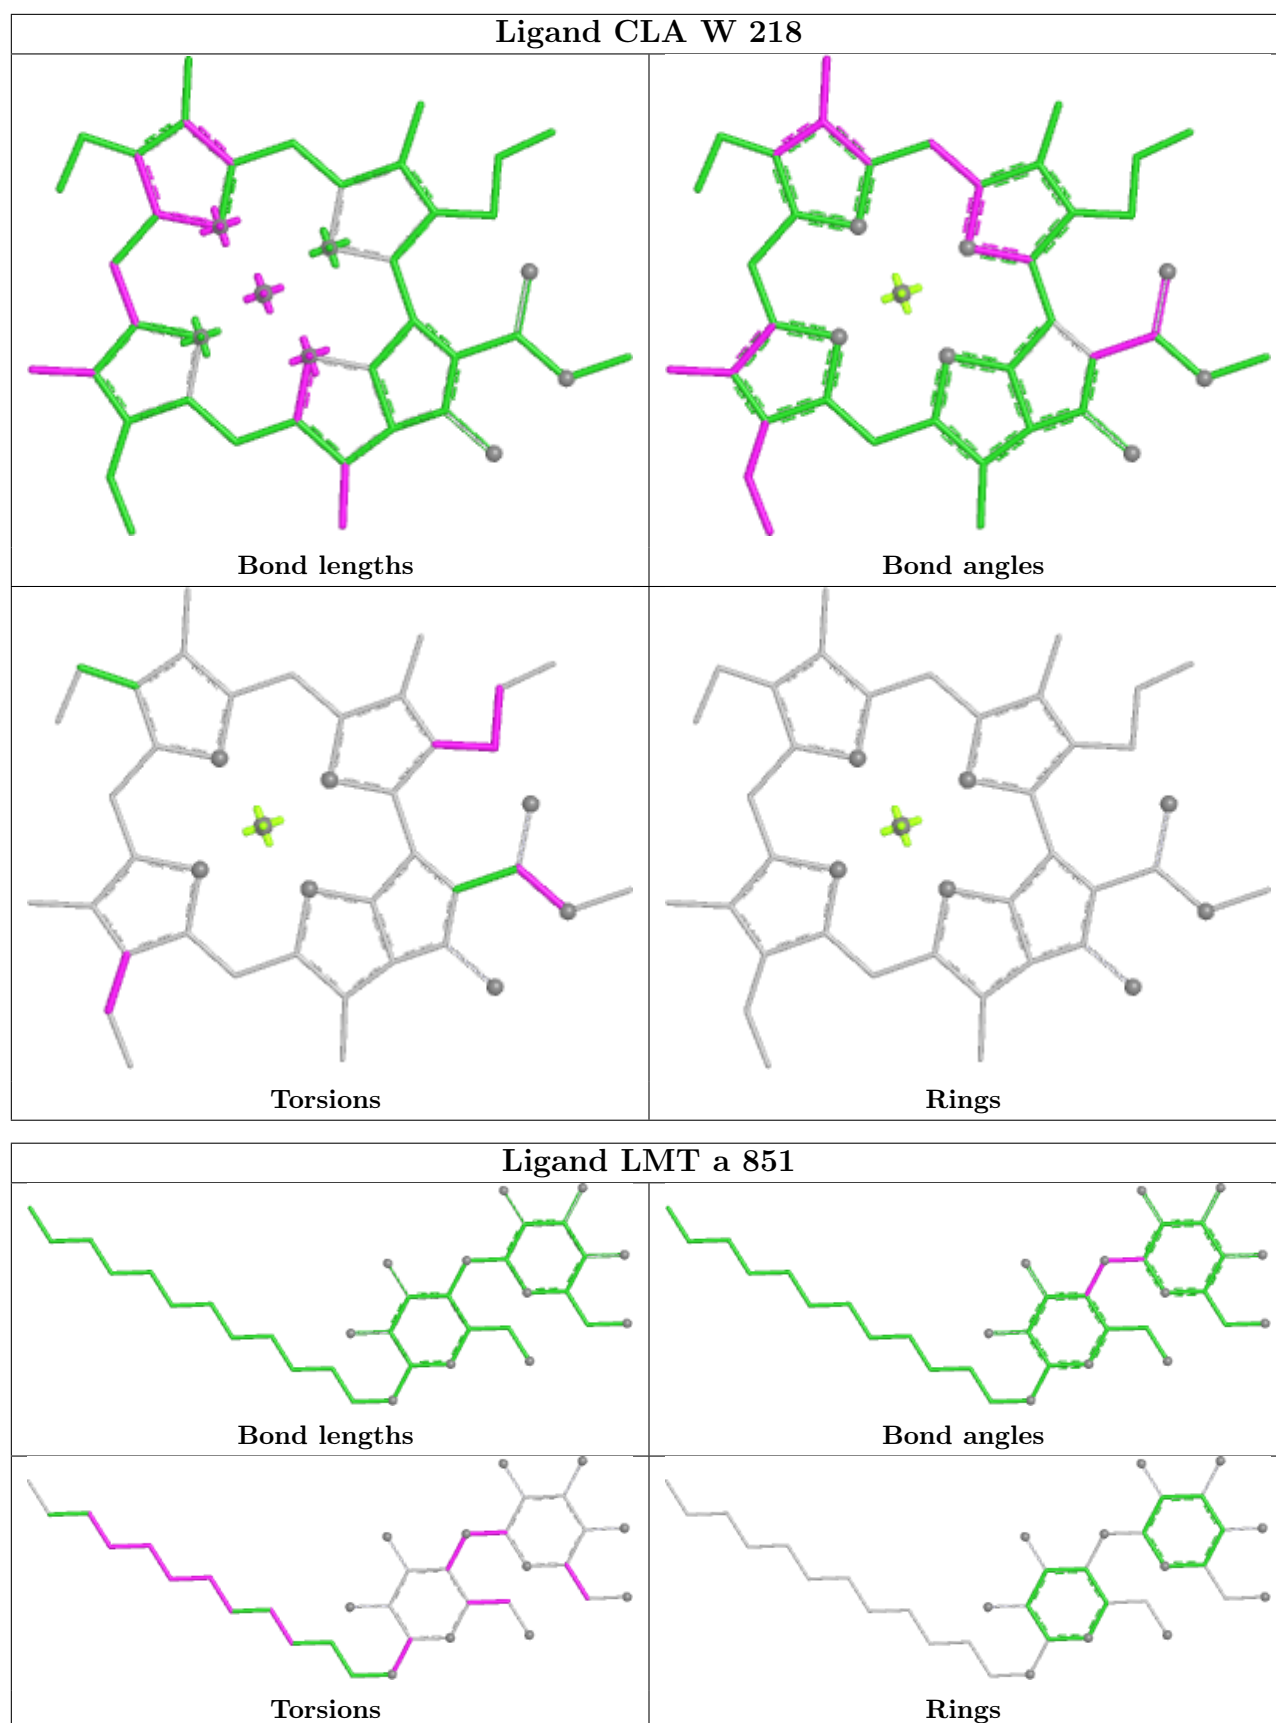 Ligand CLA W 218
Bond lengths
Bond angles
Torsions
Rings
Ligand LMT a 851
Bond lengths
Bond angles
Torsions
Rings